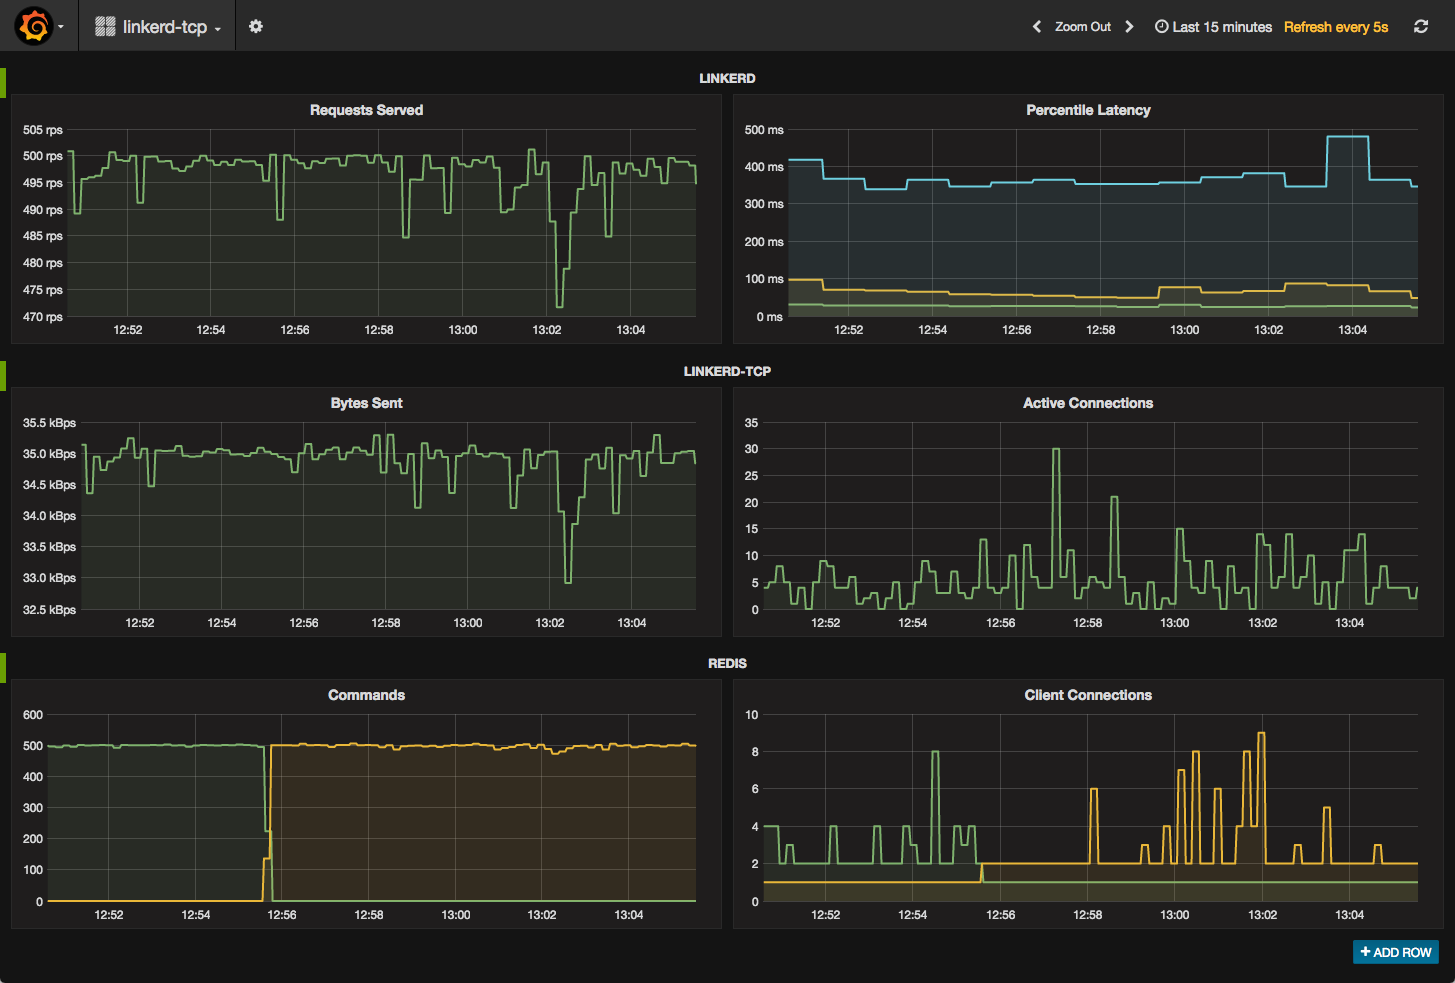 linkerd-tcp
Zoom Out Last 15 minutes Refresh every 5s
LINKERD
Requests Served
505 rps
500 rps
495 rps
490 rps
485 rps
480 rps
475 rps
470 rps
12:52 12:54 12:56 12:58 13:00 13:02 13:04
Percentile Latency
500 ms
400 ms
300 ms
200 ms
100 ms
0 ms
12:52 12:54 12:56 12:58 13:00 13:02 13:04
LINKERD-TCP
Bytes Sent
35.5 kBps
35.0 kBps
34.5 kBps
34.0 kBps
33.5 kBps
33.0 kBps
32.5 kBps
12:52 12:54 12:56 12:58 13:00 13:02 13:04
Active Connections
35
30
25
20
15
10
5
0
12:52 12:54 12:56 12:58 13:00 13:02 13:04
REDIS
Commands
600
500
400
300
200
100
0
12:52 12:54 12:56 12:58 13:00 13:02 13:04
Client Connections
10
8
6
4
2
0
12:52 12:54 12:56 12:58 13:00 13:02 13:04
+ ADD ROW